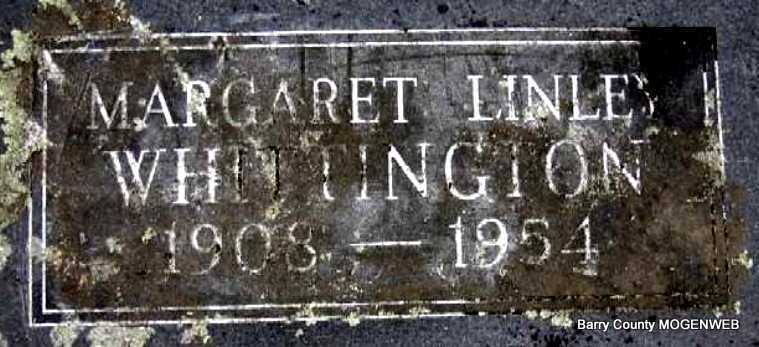 MARGARET LINLEY
WHITTINGTON
1908 — 1954
Barry County MOGENWEB